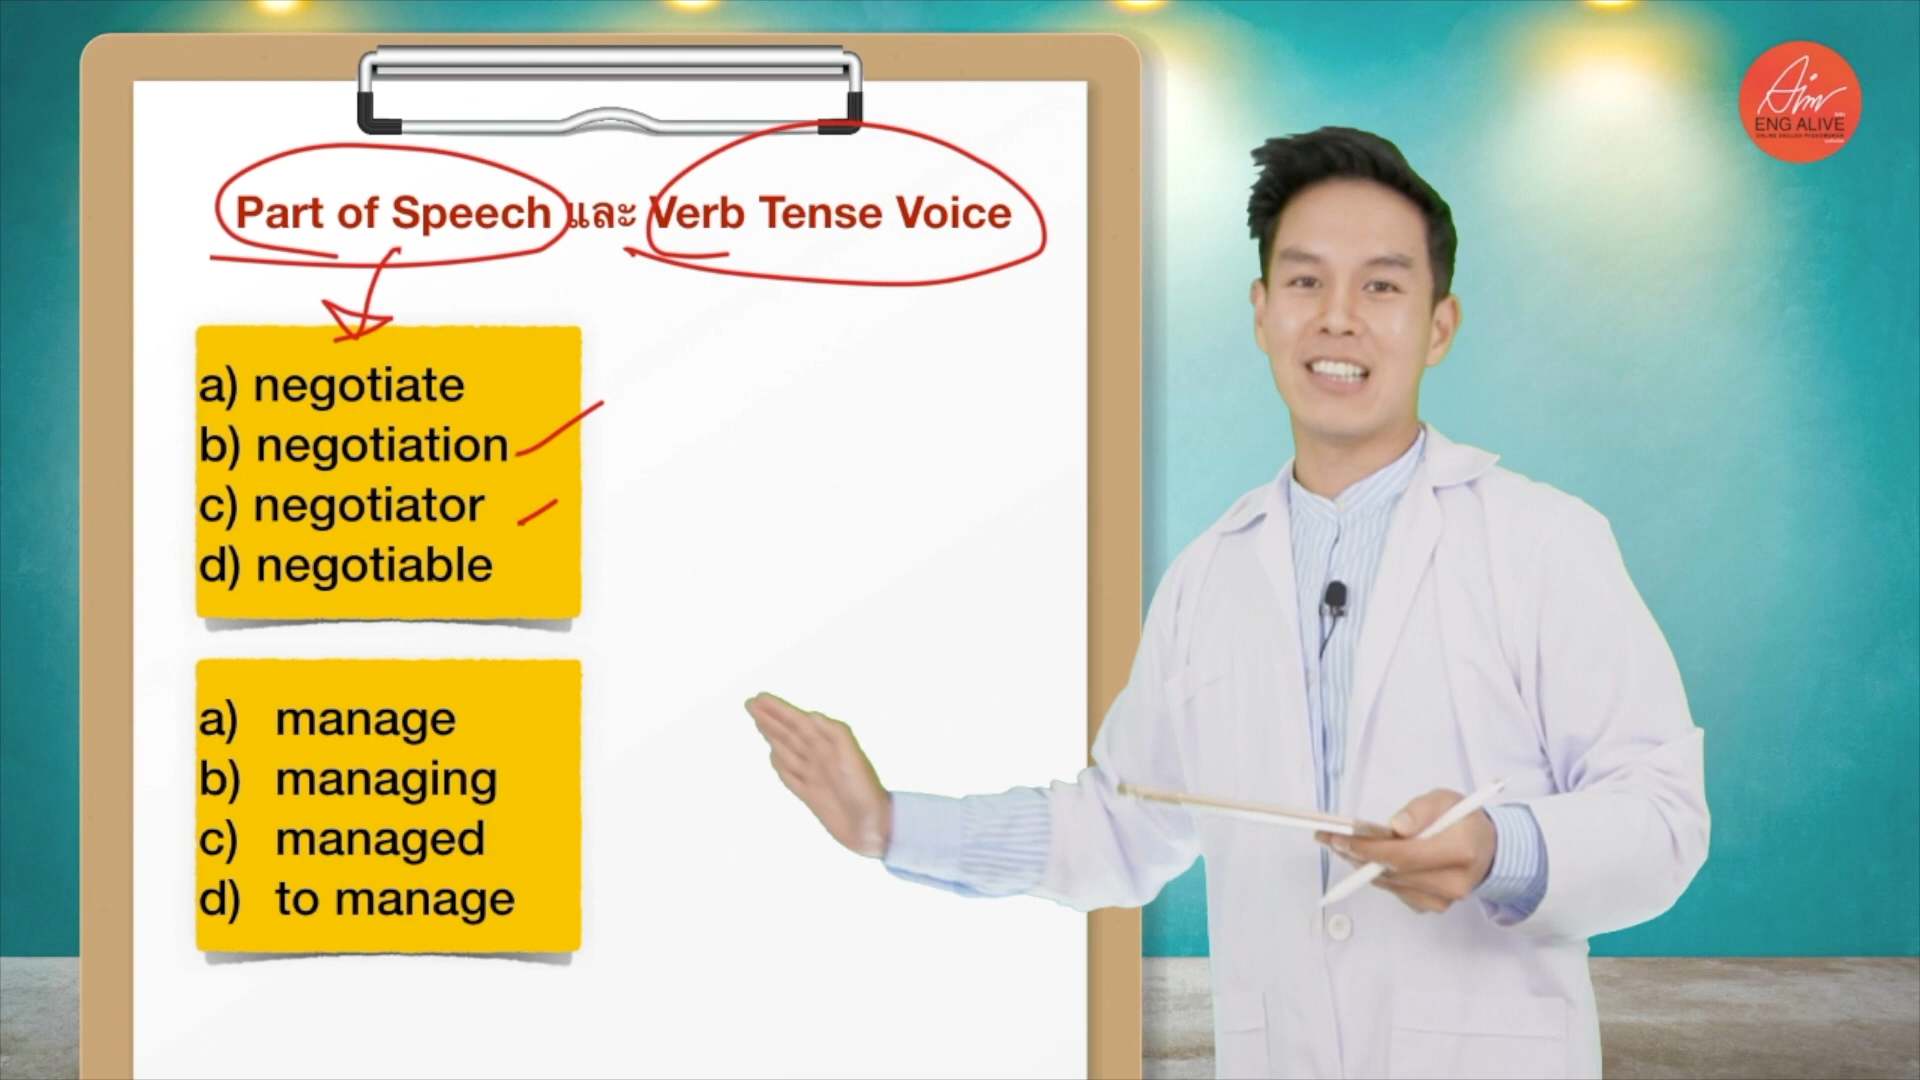 Part of Speech และ Verb Tense Voice
a) negotiate
b) negotiation
c) negotiator
d) negotiable
a) manage
b) managing
c) managed
d) to manage
Aim
ENG ALIVE